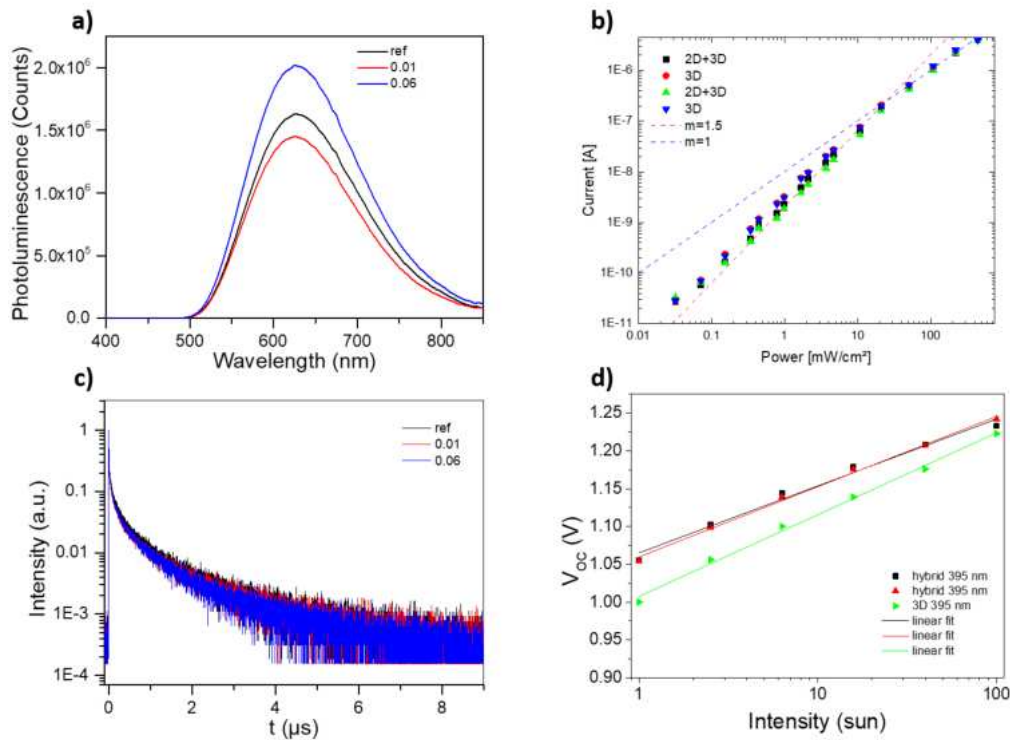 a)
Photoluminescence (Counts)
2.0x10⁶
1.5x10⁶
1.0x10⁶
5.0x10⁵
0.0
400 500 600 700 800
Wavelength (nm)
ref
0.01
0.06
b)
Current [A]
1E-6
1E-7
1E-8
1E-9
1E-10
1E-11
0.01 0.1 1 10 100
Power [mW/cm²]
2D+3D
3D
2D+3D
3D
m=1.5
m=1
c)
Intensity (a.u.)
1
0.1
0.01
1E-3
1E-4
0 2 4 6 8
t (µs)
ref
0.01
0.06
d)
V_OC (V)
1.25
1.20
1.15
1.10
1.05
1.00
0.95
0.90
1 10 100
Intensity (sun)
hybrid 395 nm
hybrid 395 nm
3D 395 nm
linear fit
linear fit
linear fit